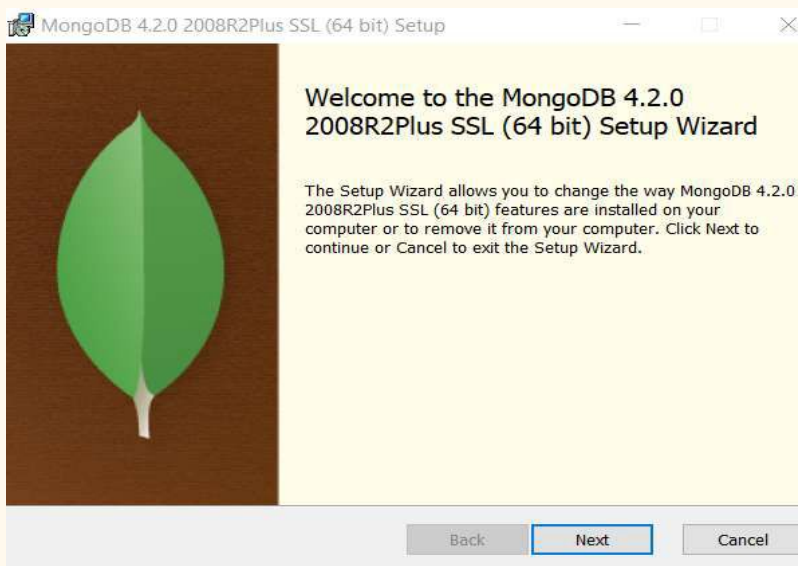 MongoDB 4.2.0 2008R2Plus SSL (64 bit) Setup
Welcome to the MongoDB 4.2.0
2008R2Plus SSL (64 bit) Setup Wizard
The Setup Wizard allows you to change the way MongoDB 4.2.0
2008R2Plus SSL (64 bit) features are installed on your
computer or to remove it from your computer. Click Next to
continue or Cancel to exit the Setup Wizard.
Back Next Cancel